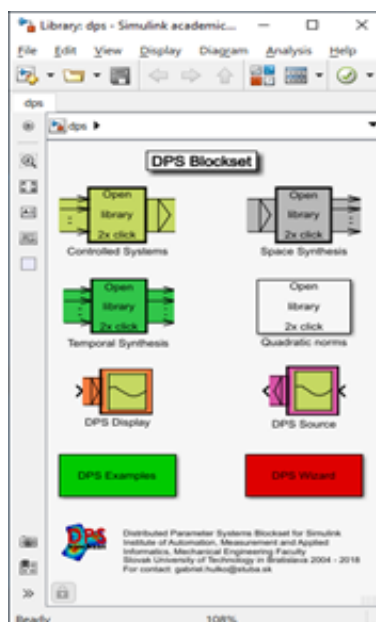 Library: dps - Simulink academic...
File Edit View Display Diagram Analysis Help
dps
dps
DPS Blockset
Open
library
2x click
Controlled Systems
Open
library
2x click
Space Synthesis
Open
library
2x click
Temporal Synthesis
Open
library
2x click
Quadratic norms
DPS Display
DPS Source
DPS Examples
DPS Wizard
DPS
Distributed Parameter Systems Blockset for Simulink
Institute of Automation, Measurement and Applied
Informatics, Mechanical Engineering Faculty
Slovak University of Technology in Bratislava 2004 - 2018
For contact: gabriel.hulko@stuba.sk
Ready 108%